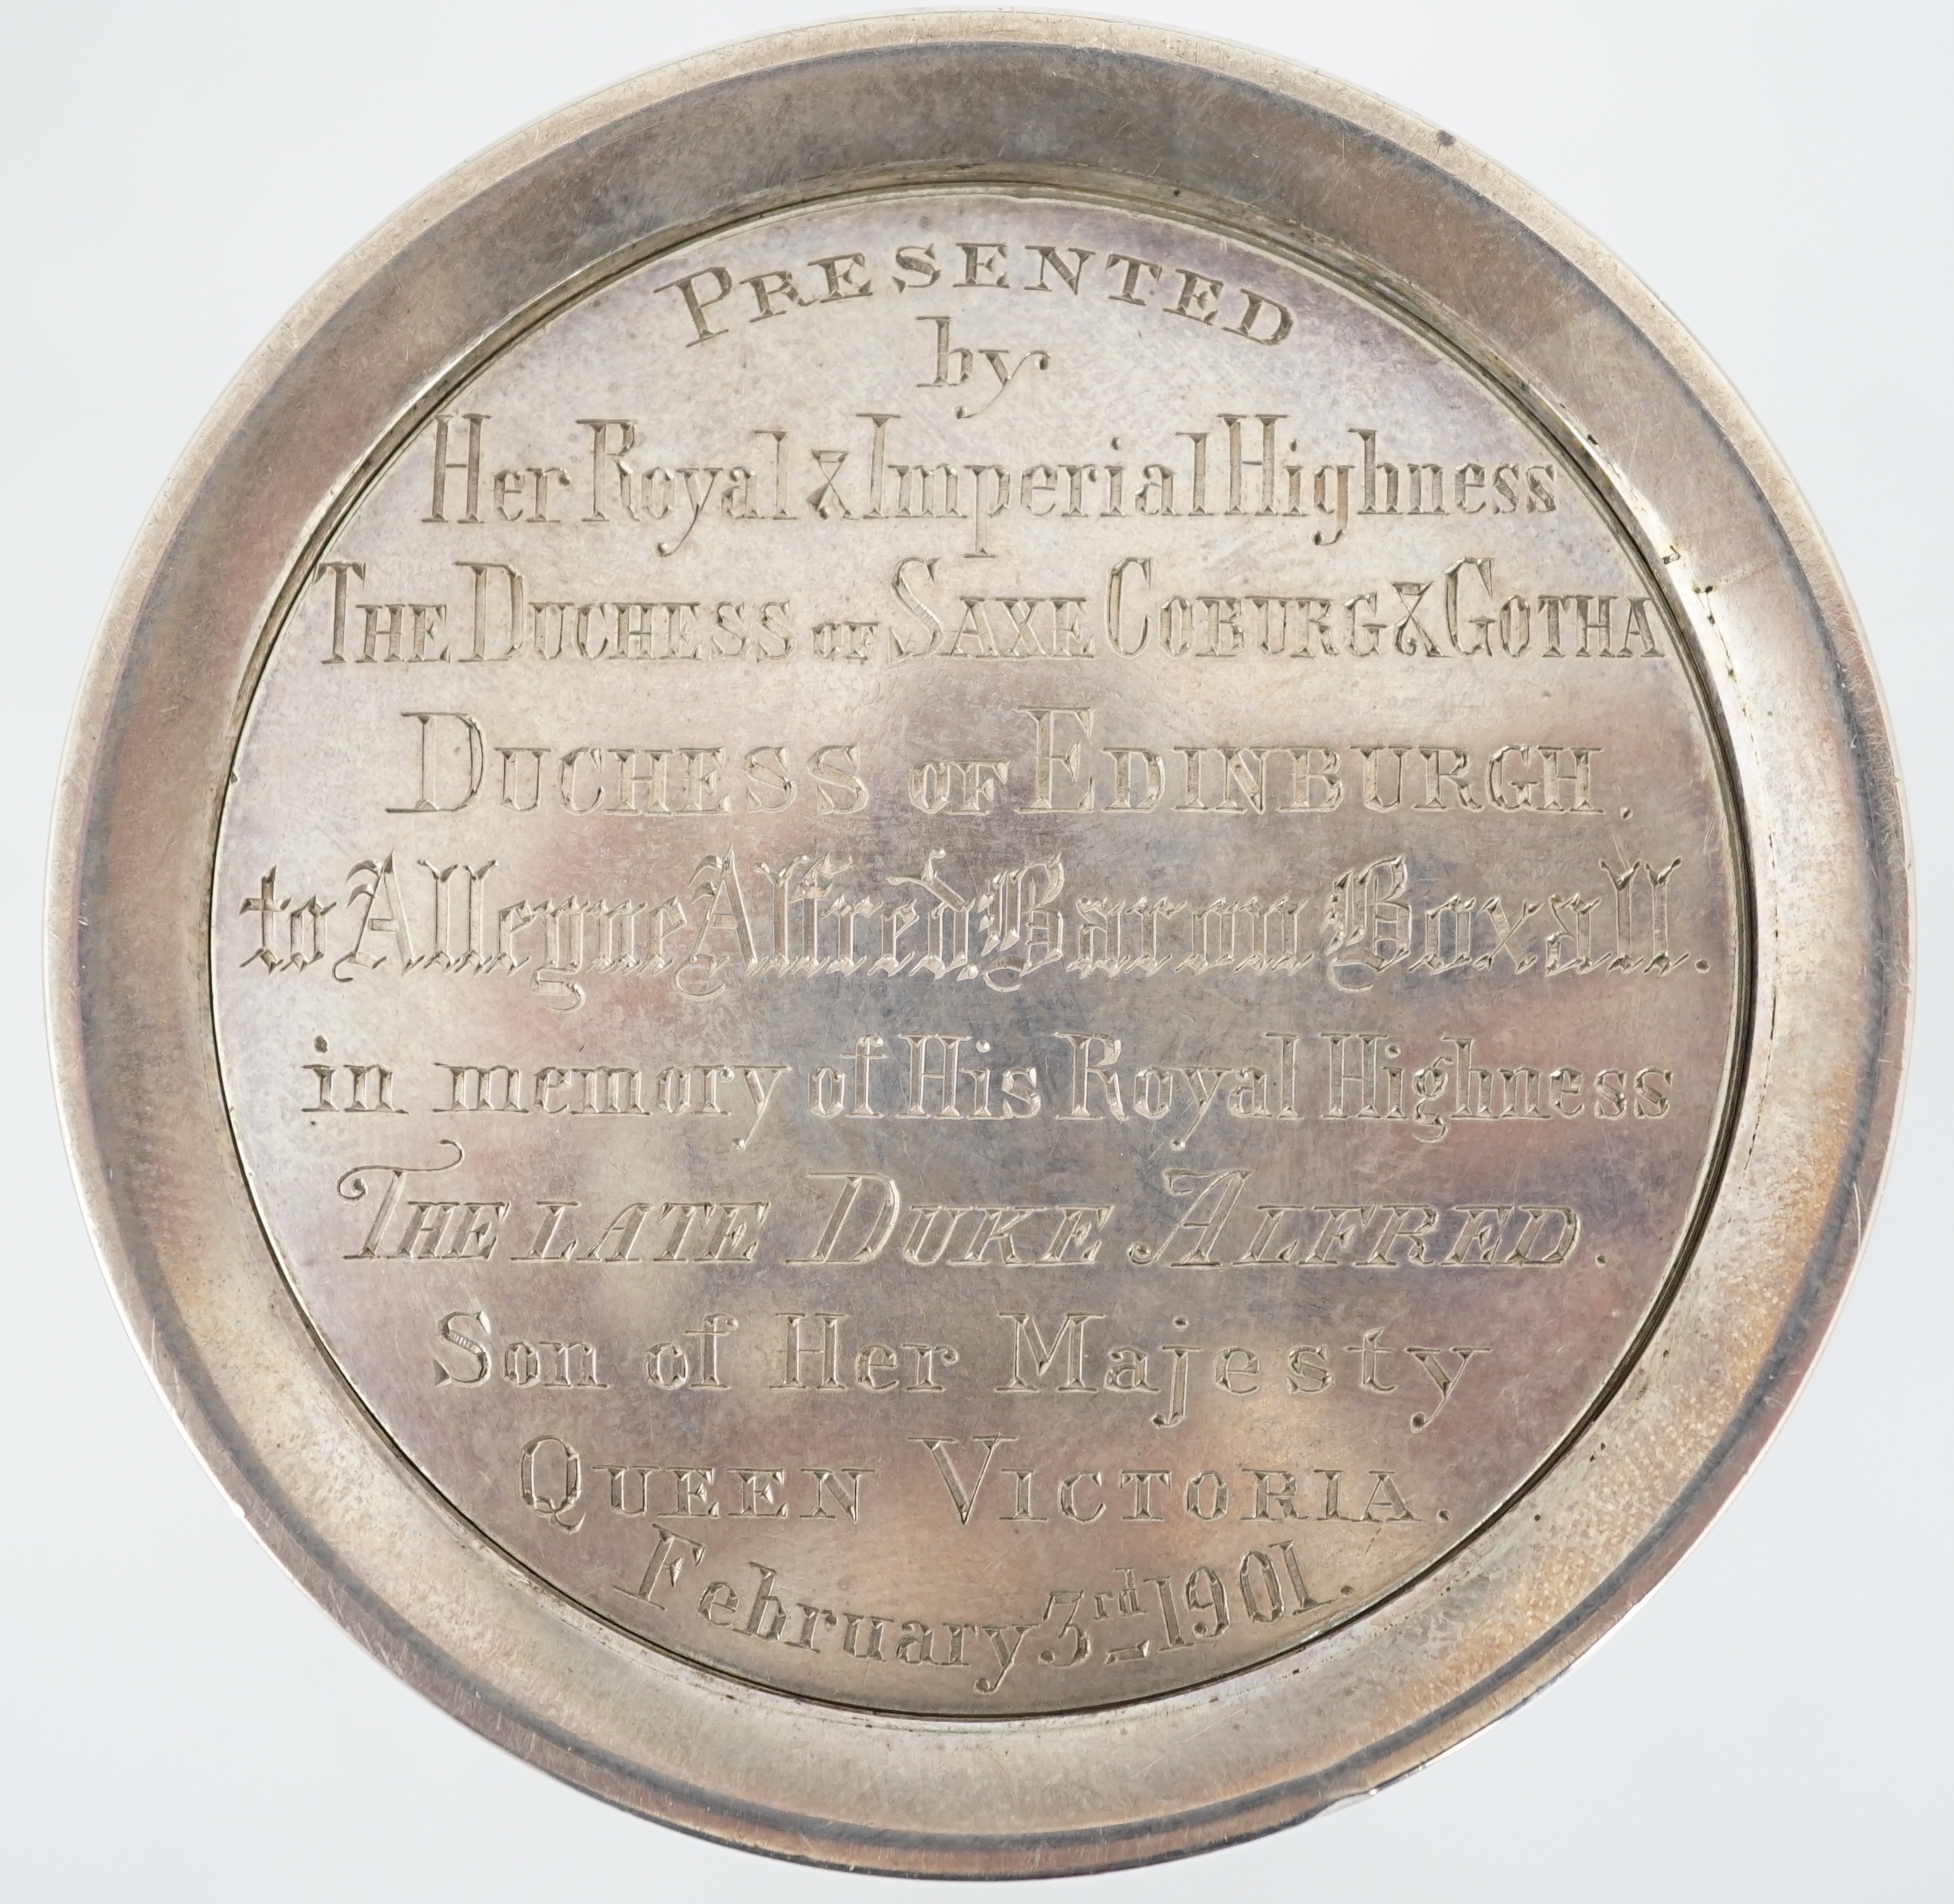 PRESENTED
by
Her Royal & Imperial Highness
THE DUCHESS OF SAXE COBURG & GOTHA
DUCHESS OF EDINBURGH.
to Alleyne Alfred, Baron Boxall.
in memory of His Royal Highness
THE LATE DUKE ALFRED.
Son of Her Majesty
QUEEN VICTORIA.
February 3rd 1901.